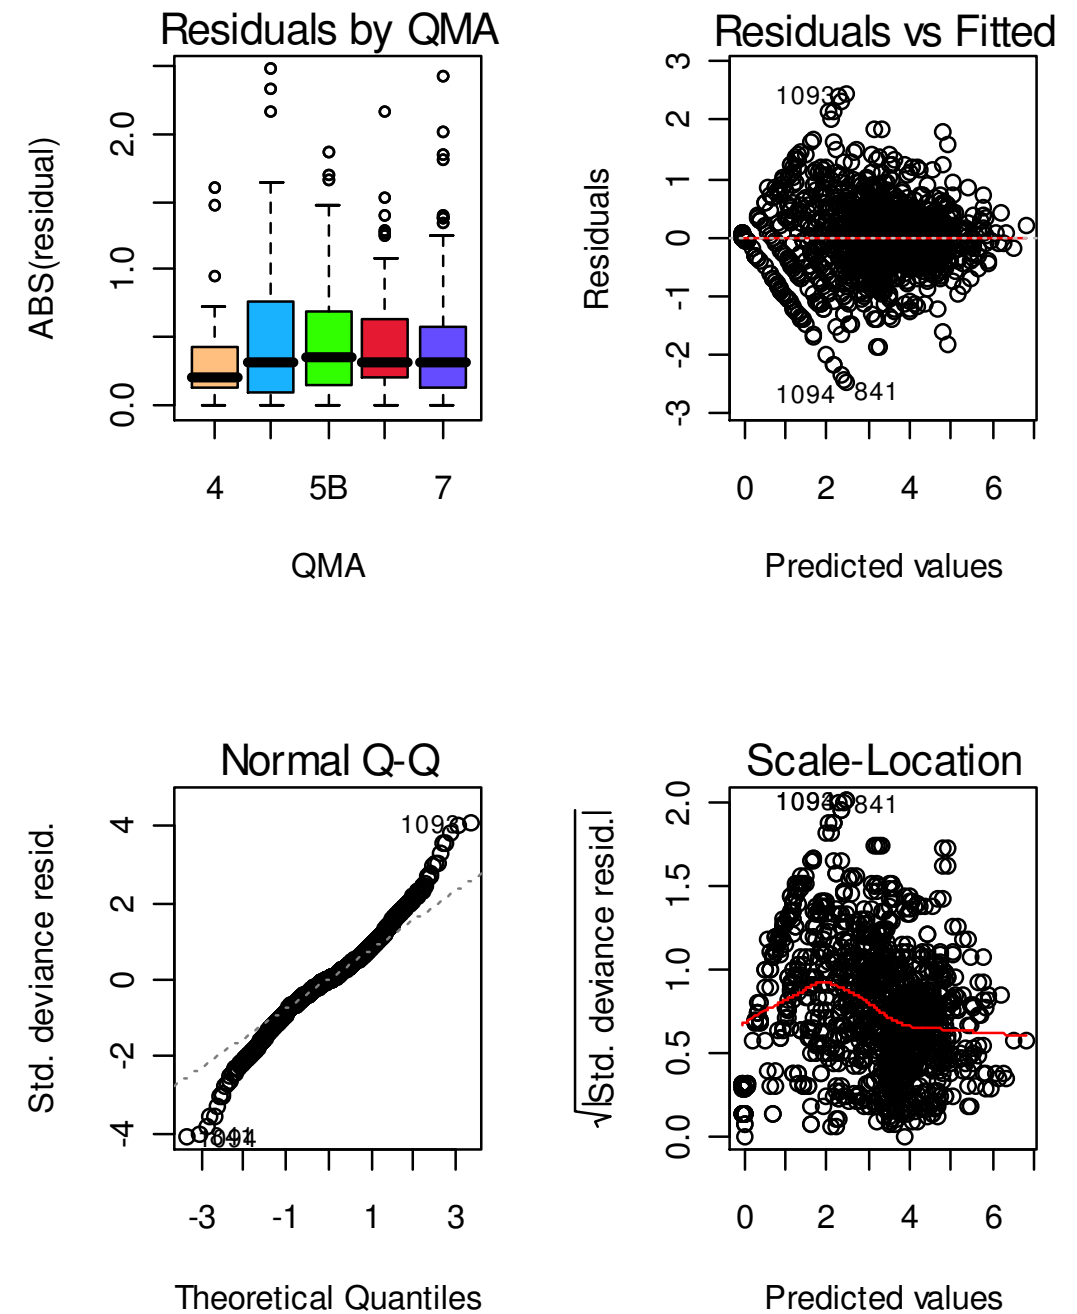 Residuals by QMA
ABS(residual)
2.0
1.0
0.0
4 5B 7
QMA
Residuals vs Fitted
Residuals
3
2
1
0
-1
-2
-3
1093
1094
841
0 2 4 6
Predicted values
Normal Q-Q
Std. deviance resid.
4
2
0
-2
-4
1093
1094
-3 -1 1 3
Theoretical Quantiles
Scale-Location
√|Std. deviance resid.|
2.0
1.5
1.0
0.5
0.0
841
0 2 4 6
Predicted values